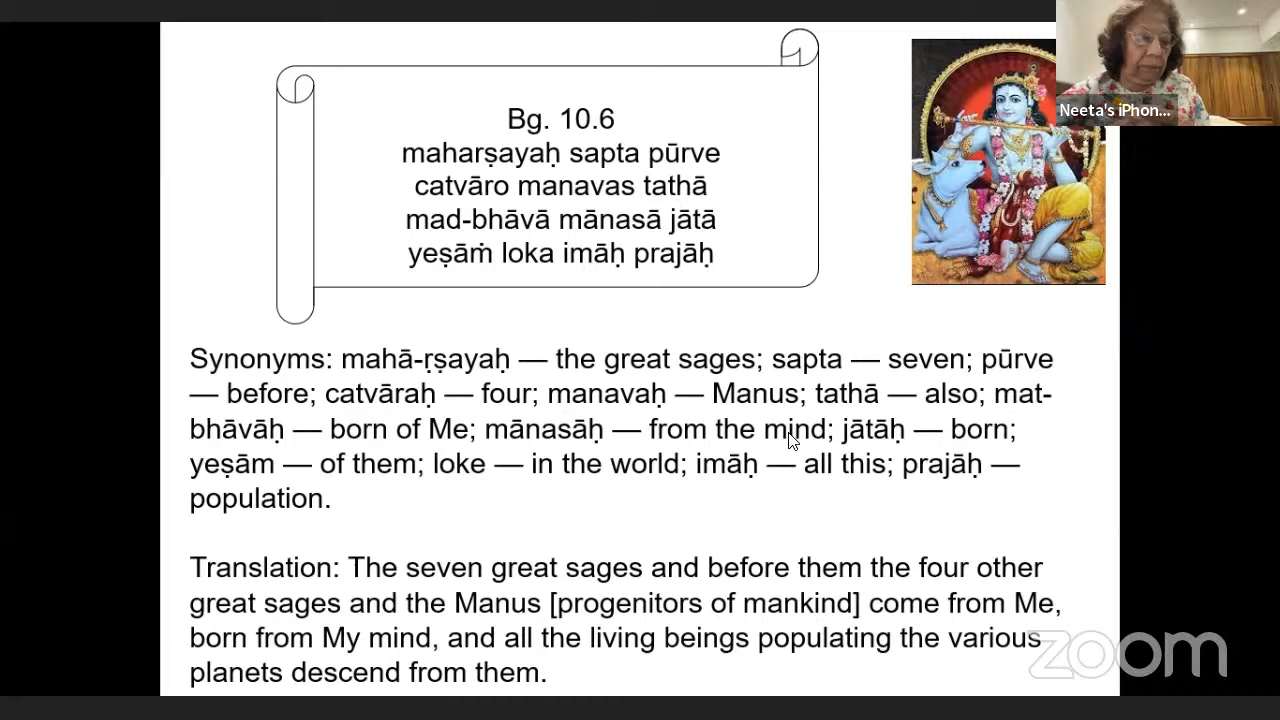 Bg. 10.6
maharṣayaḥ sapta pūrve
catvāro manavas tathā
mad-bhāvā mānasā jātā
yeṣāṁ loka imāḥ prajāḥ
Neeta's iPhon...
Synonyms: mahā-ṛṣayaḥ — the great sages; sapta — seven; pūrve
— before; catvāraḥ — four; manavaḥ — Manus; tathā — also; mat-
bhāvāḥ — born of Me; mānasāḥ — from the mind; jātāḥ — born;
yeṣām — of them; loke — in the world; imāḥ — all this; prajāḥ —
population.
Translation: The seven great sages and before them the four other
great sages and the Manus [progenitors of mankind] come from Me,
born from My mind, and all the living beings populating the various
planets descend from them.
zoom